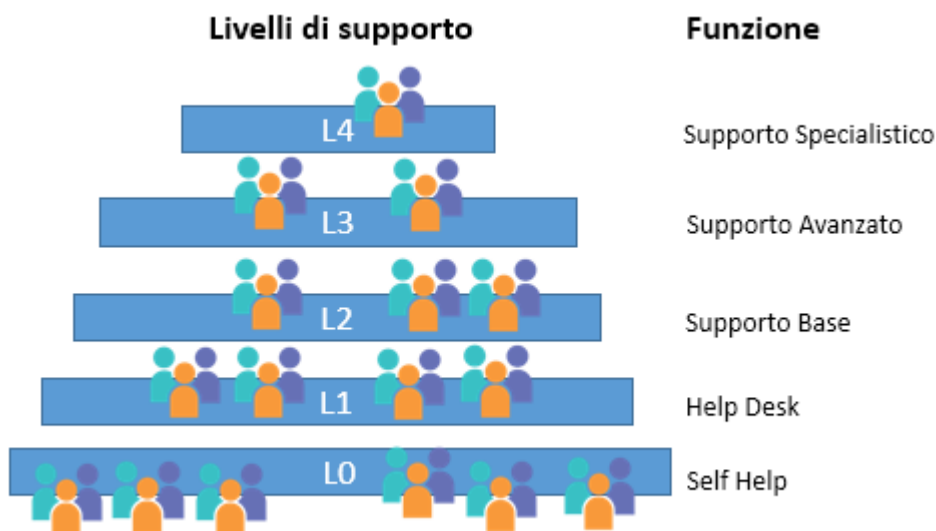 Livelli di supporto
Funzione
L4
Supporto Specialistico
L3
Supporto Avanzato
L2
Supporto Base
L1
Help Desk
L0
Self Help